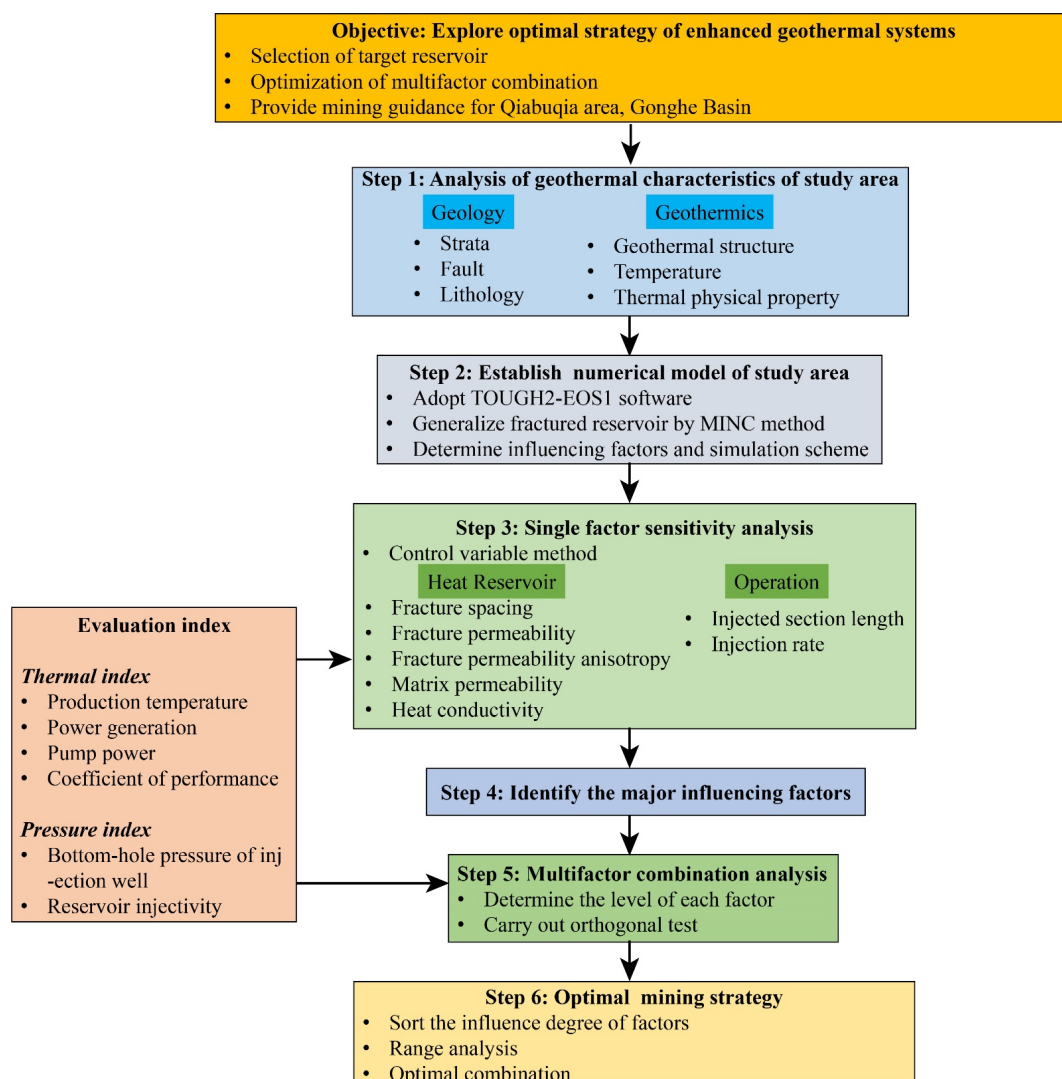 Objective: Explore optimal strategy of enhanced geothermal systems
• Selection of target reservoir
• Optimization of multifactor combination
• Provide mining guidance for Qiabuqia area, Gonghe Basin
Step 1: Analysis of geothermal characteristics of study area
Geology
• Strata
• Fault
• Lithology
Geothermics
• Geothermal structure
• Temperature
• Thermal physical property
Step 2: Establish numerical model of study area
• Adopt TOUGH2-EOS1 software
• Generalize fractured reservoir by MINC method
• Determine influencing factors and simulation scheme
Step 3: Single factor sensitivity analysis
• Control variable method
Heat Reservoir
• Fracture spacing
• Fracture permeability
• Fracture permeability anisotropy
• Matrix permeability
• Heat conductivity
Operation
• Injected section length
• Injection rate
Evaluation index
Thermal index
• Production temperature
• Power generation
• Pump power
• Coefficient of performance
Pressure index
• Bottom-hole pressure of inj
-ection well
• Reservoir injectivity
Step 4: Identify the major influencing factors
Step 5: Multifactor combination analysis
• Determine the level of each factor
• Carry out orthogonal test
Step 6: Optimal mining strategy
• Sort the influence degree of factors
• Range analysis
• Optimal combination